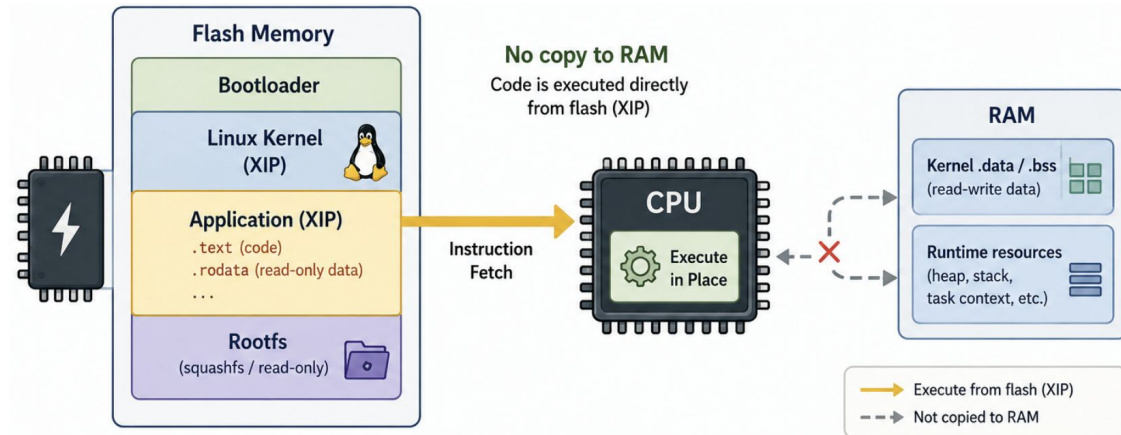 Flash Memory
Bootloader
Linux Kernel
(XIP)
Application (XIP)
.text (code)
.rodata (read-only data)
...
Rootfs
(squashfs / read-only)
No copy to RAM
Code is executed directly
from flash (XIP)
Instruction
Fetch
CPU
Execute
in Place
RAM
Kernel .data / .bss
(read-write data)
Runtime resources
(heap, stack,
task context, etc.)
Execute from flash (XIP)
Not copied to RAM